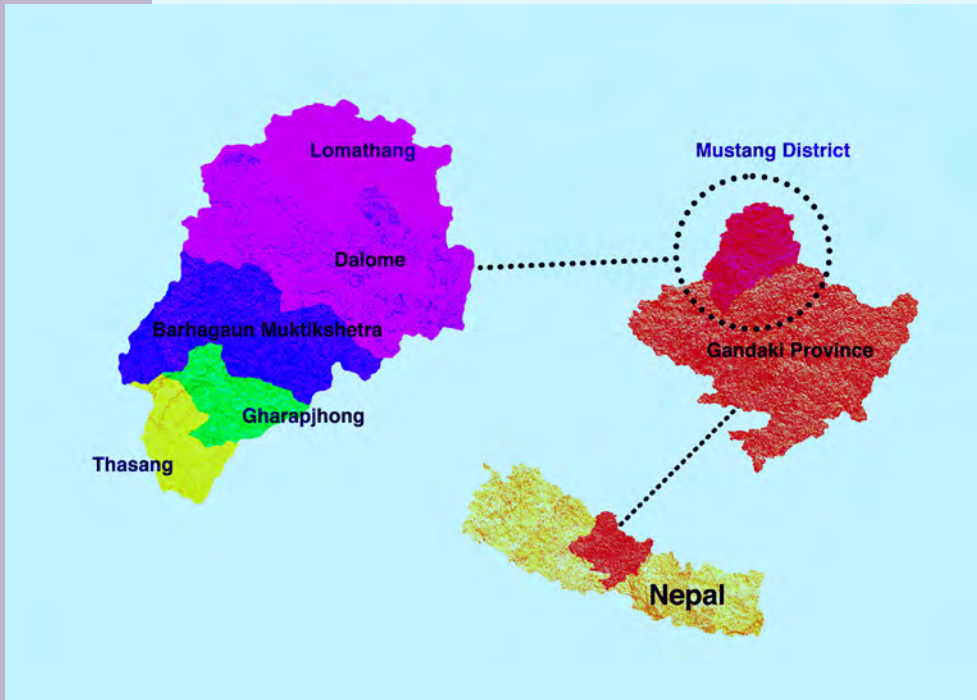 Lomathang
Mustang District
Dalome
Barhagaun Muktikshetra
Gandaki Province
Gharapjhong
Thasang
Nepal